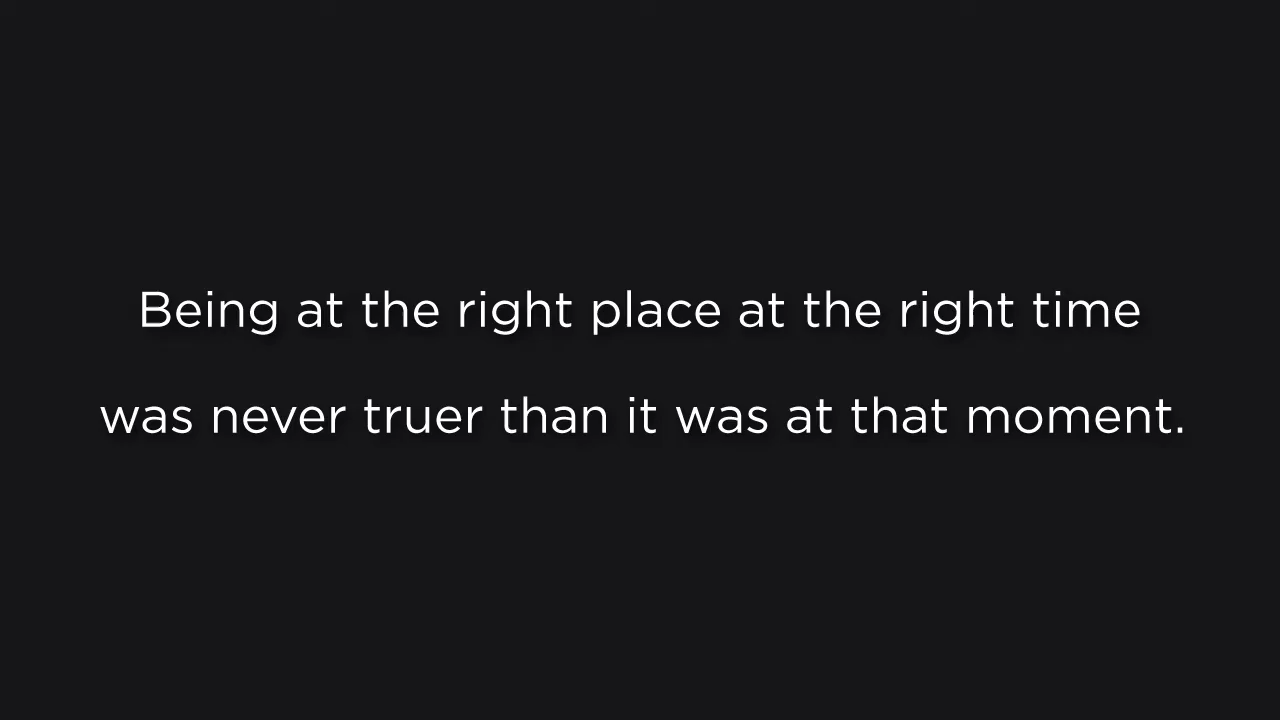 Being at the right place at the right time
was never truer than it was at that moment.